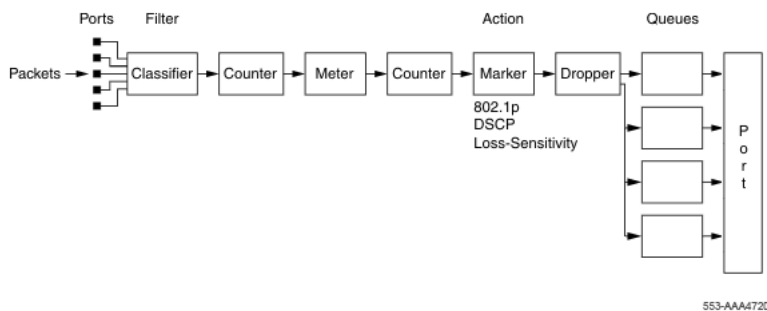 Ports Filter Action Queues
Packets Classifier Counter Meter Counter Marker Dropper
802.1p
DSCP
Loss-Sensitivity
P
o
r
t
553-AAA4720